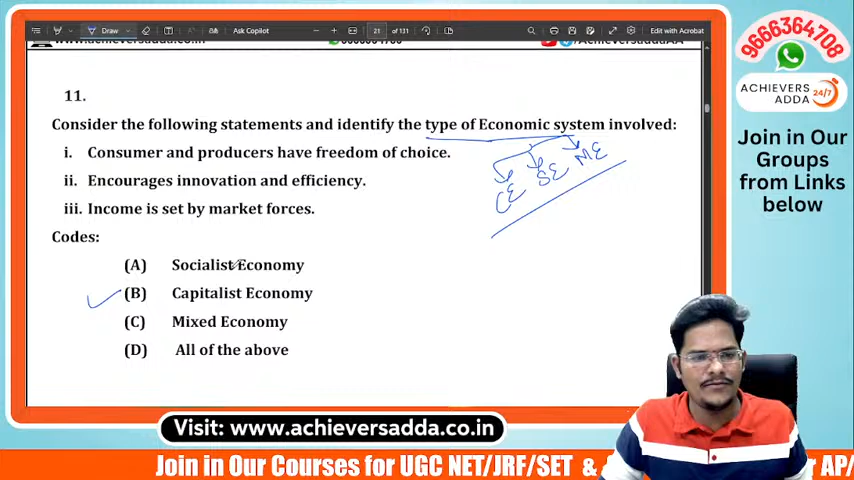 Draw
Ask Copilot
21 of 131
Edit with Acrobat
9666364708
ACHIEVERS
ADDA 24/7
Join in Our
Groups
from Links
below
11.
Consider the following statements and identify the type of Economic system involved:
i. Consumer and producers have freedom of choice.
ii. Encourages innovation and efficiency.
iii. Income is set by market forces.
CE SE ME
Codes:
(A) Socialist Economy
(B) Capitalist Economy
(C) Mixed Economy
(D) All of the above
Visit: www.achieversadda.co.in
Join in Our Courses for UGC NET/JRF/SET &
AP/